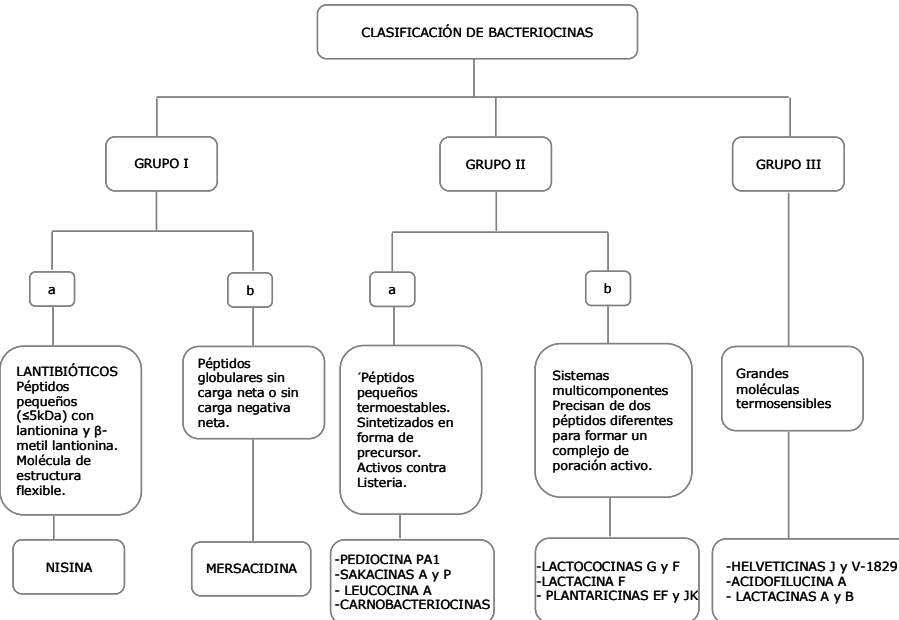 CLASIFICACIÓN DE BACTERIOCINAS
GRUPO I
GRUPO II
GRUPO III
a
b
a
b
LANTIBIÓTICOS
Péptidos
pequeños
(≤5kDa) con
lantionina y β-
metil lantionina.
Molécula de
estructura
flexible.
Péptidos
globulares sin
carga neta o sin
carga negativa
neta.
´Péptidos
pequeños
termoestables.
Sintetizados en
forma de
precursor.
Activos contra
Listeria.
Sistemas
multicomponentes
Precisan de dos
péptidos diferentes
para formar un
complejo de
poración activo.
Grandes
moléculas
termosensibles
NISINA
MERSACIDINA
-PEDIOCINA PA1
-SAKACINAS A y P
- LEUCOCINA A
-CARNOBACTERIOCINAS
-LACTOCOCINAS G y F
-LACTACINA F
- PLANTARICINAS EF y JK
-HELVETICINAS J y V-1829
-ACIDOFILUCINA A
- LACTACINAS A y B